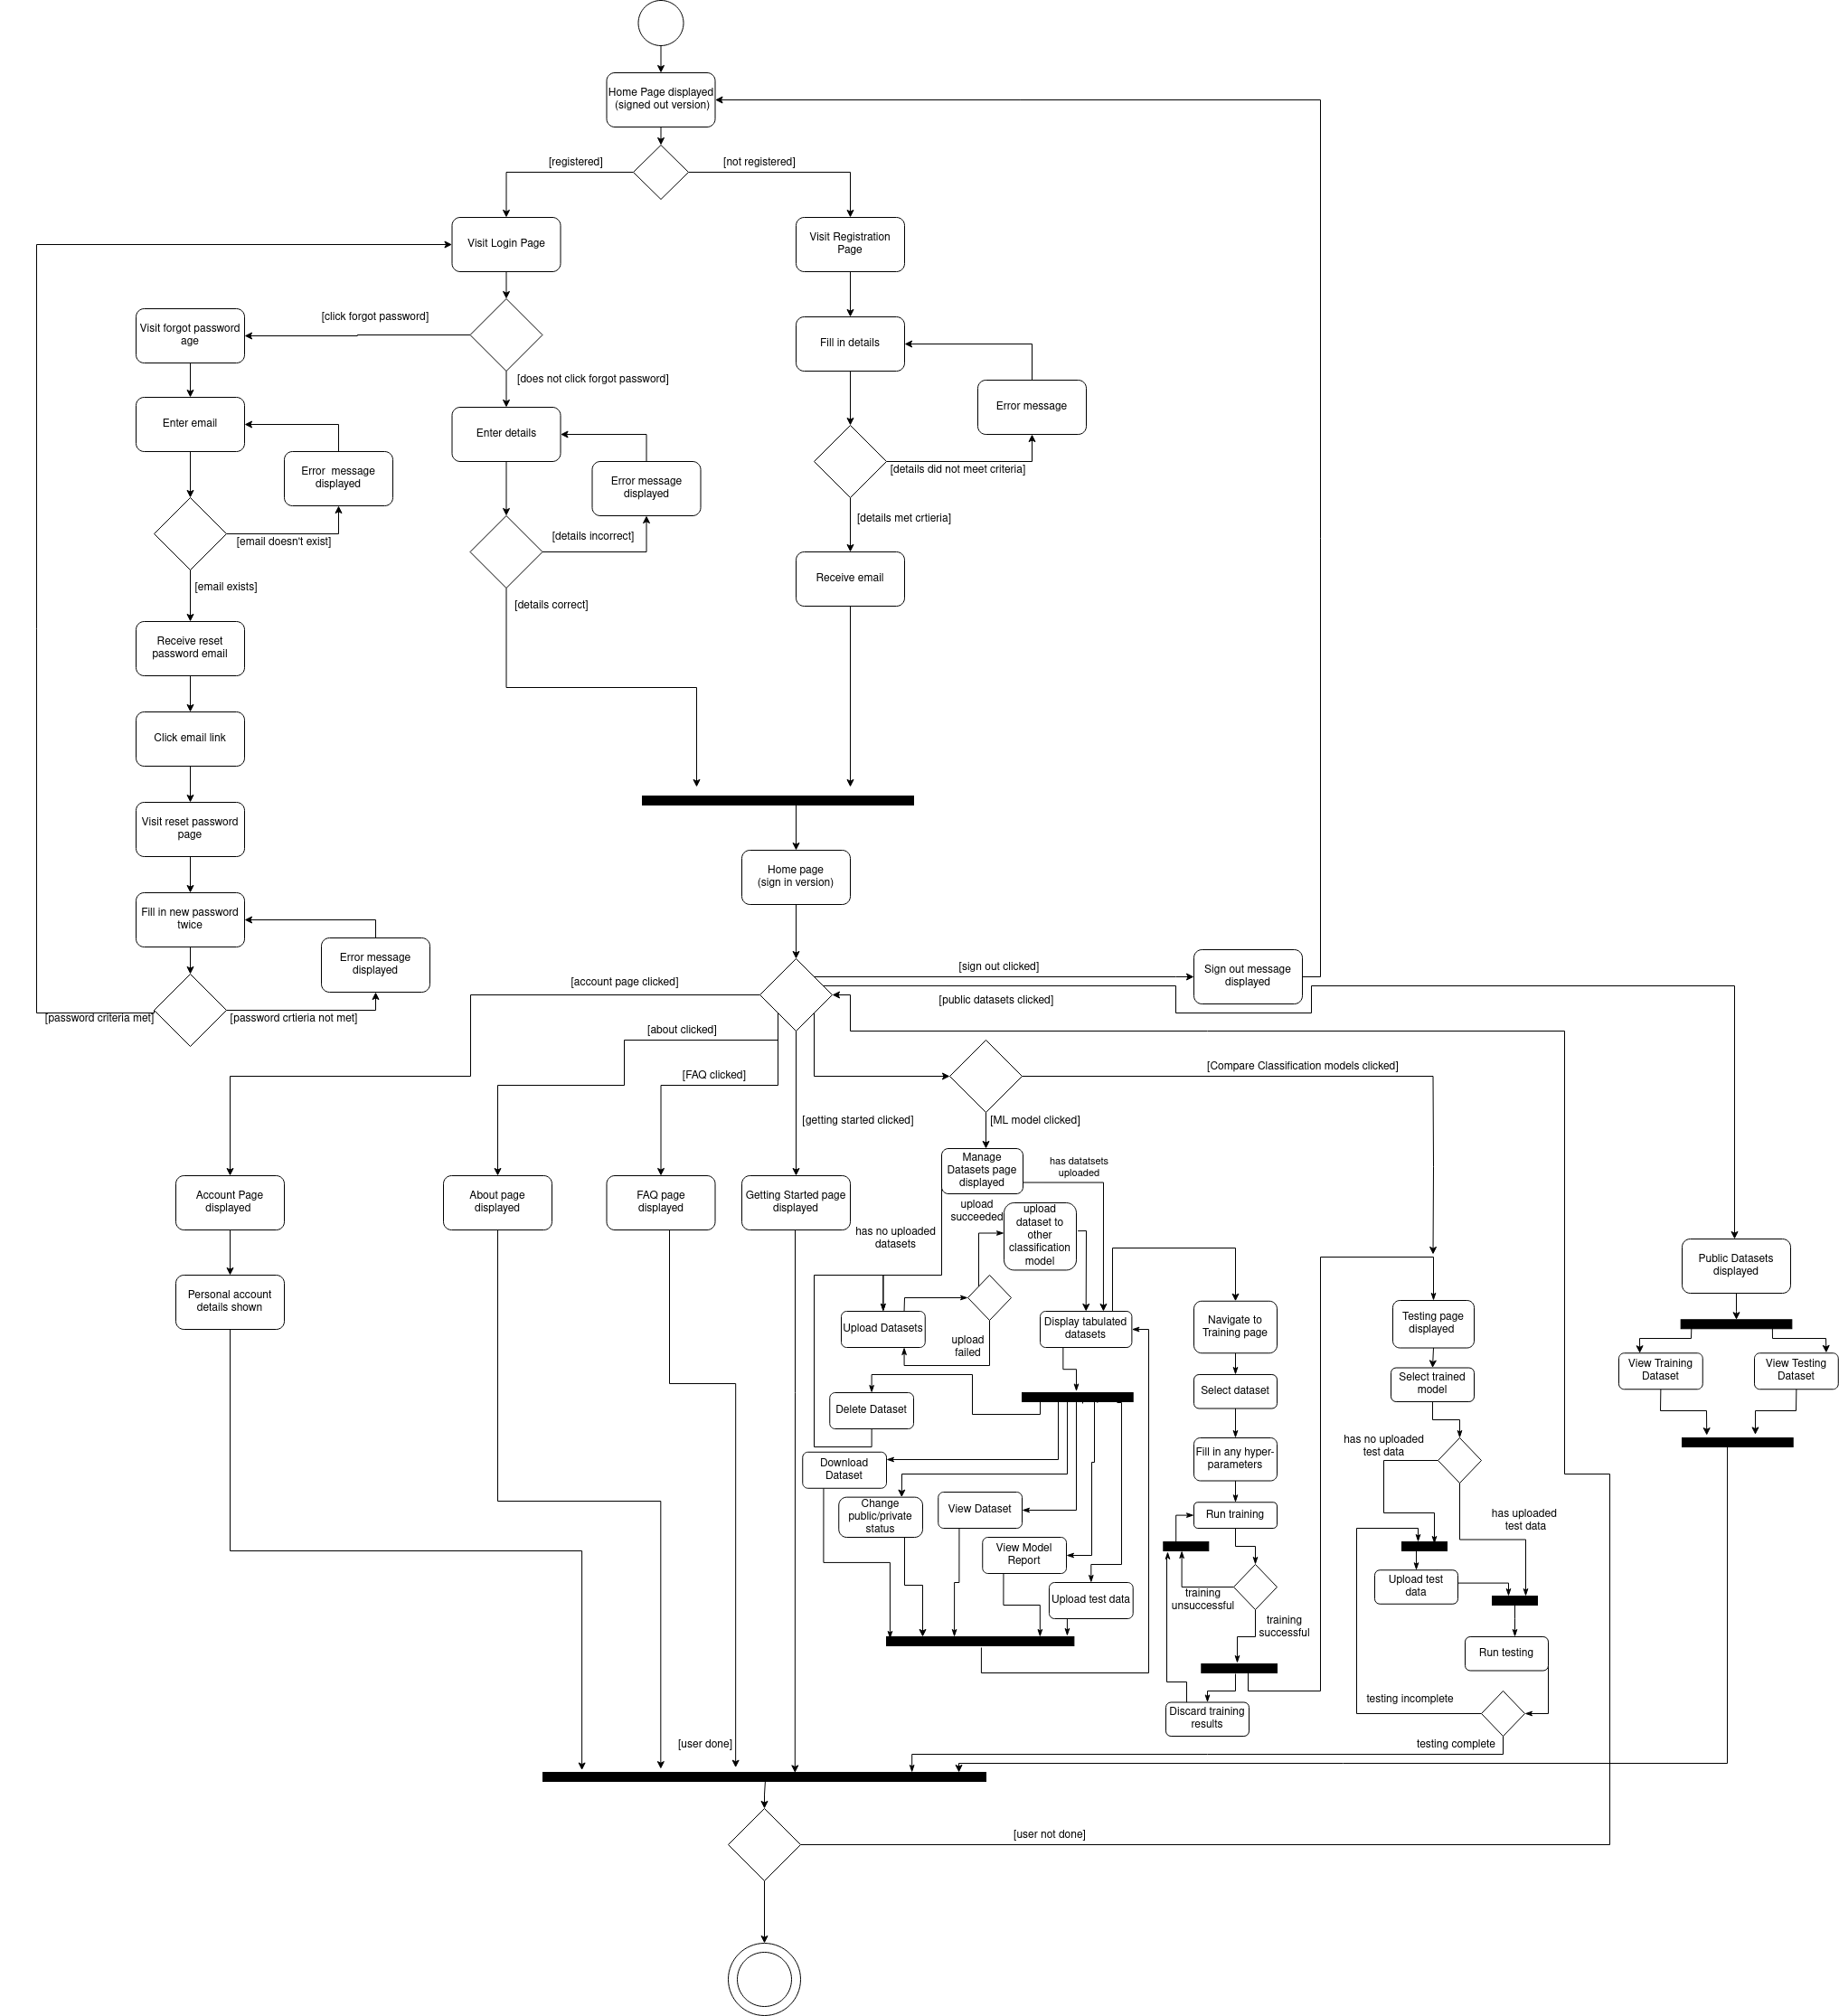 Home Page displayed
(signed out version)
[registered]
[not registered]
Visit Login Page
Visit Registration
Page
[click forgot password]
Visit forgot password
age
Fill in details
[does not click forgot password]
Error message
Enter email
Enter details
Error  message
displayed
Error message
displayed
[details did not meet criteria]
[details met crtieria]
[email doesn't exist]
[details incorrect]
[email exists]
[details correct]
Receive email
Receive reset
password email
Click email link
Visit reset password
page
Home page
(sign in version)
Fill in new password
twice
Error message
displayed
[password criteria met]
[password crtieria not met]
[account page clicked]
[sign out clicked]
Sign out message
displayed
[public datasets clicked]
[about clicked]
[FAQ clicked]
[Compare Classification models clicked]
[getting started clicked]
[ML model clicked]
Manage
Datasets page
displayed
has datatsets
uploaded
Account Page
displayed
About page
displayed
FAQ page
displayed
Getting Started page
displayed
has no uploaded
datasets
upload
succeeded
upload
dataset to
other
classification
model
Public Datasets
displayed
Personal account
details shown
Upload Datasets
upload
failed
Display tabulated
datasets
Navigate to
Training page
Testing page
displayed
View Training
Dataset
View Testing
Dataset
Select dataset
Select trained
model
Delete Dataset
Download
Dataset
Fill in any hyper-
parameters
has no uploaded
test data
Change
public/private
status
View Dataset
Run training
has uploaded
test data
View Model
Report
Upload test data
training
unsuccessful
Upload test
data
training
successful
Run testing
Discard training
results
testing incomplete
testing complete
[user done]
[user not done]